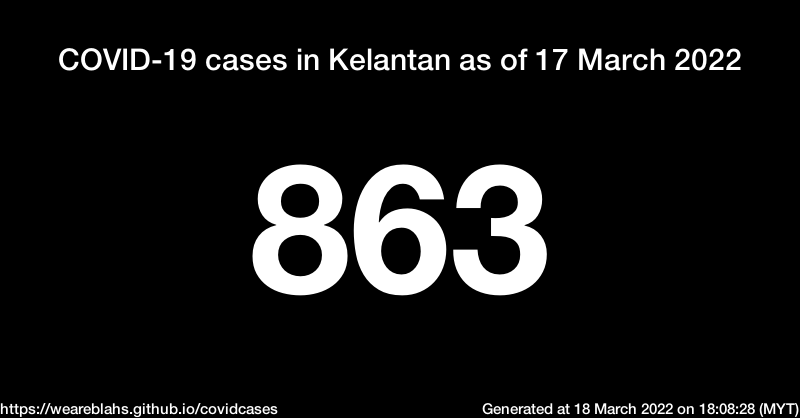 COVID-19 cases in Kelantan as of 17 March 2022
863
https://weareblahs.github.io/covidcases
Generated at 18 March 2022 on 18:08:28 (MYT)